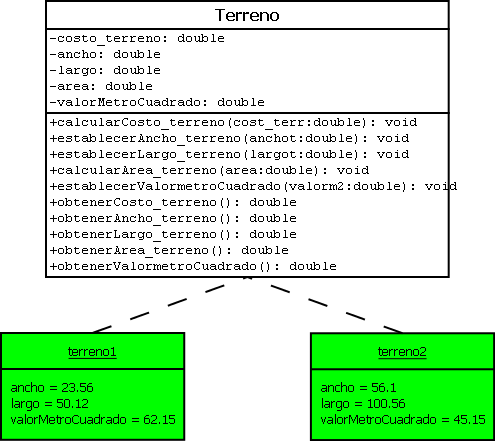 Terreno
-costo_terreno: double
-ancho: double
-largo: double
-area: double
-valorMetroCuadrado: double
+calcularCosto_terreno(cost_terr:double): void
+establecerAncho_terreno(anchot:double): void
+establecerLargo_terreno(largot:double): void
+calcularArea_terreno(area:double): void
+establecerValormetroCuadrado(valorm2:double): void
+obtenerCosto_terreno(): double
+obtenerAncho_terreno(): double
+obtenerLargo_terreno(): double
+obtenerArea_terreno(): double
+obtenerValormetroCuadrado(): double
terreno1
ancho = 23.56
largo = 50.12
valorMetroCuadrado = 62.15
terreno2
ancho = 56.1
largo = 100.56
valorMetroCuadrado = 45.15